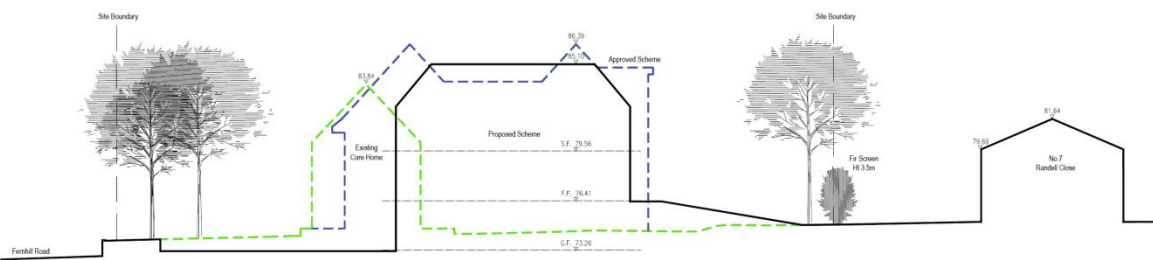 Site Boundary
Site Boundary
86.39
85.10
Approved Scheme
83.84
81.64
Existing
Care Home
Proposed Scheme
S.F. 79.56
79.65
Fir Screen
Ht 3.5m
No.7
Randell Close
F.F. 76.41
Fernhill Road
G.F. 73.26